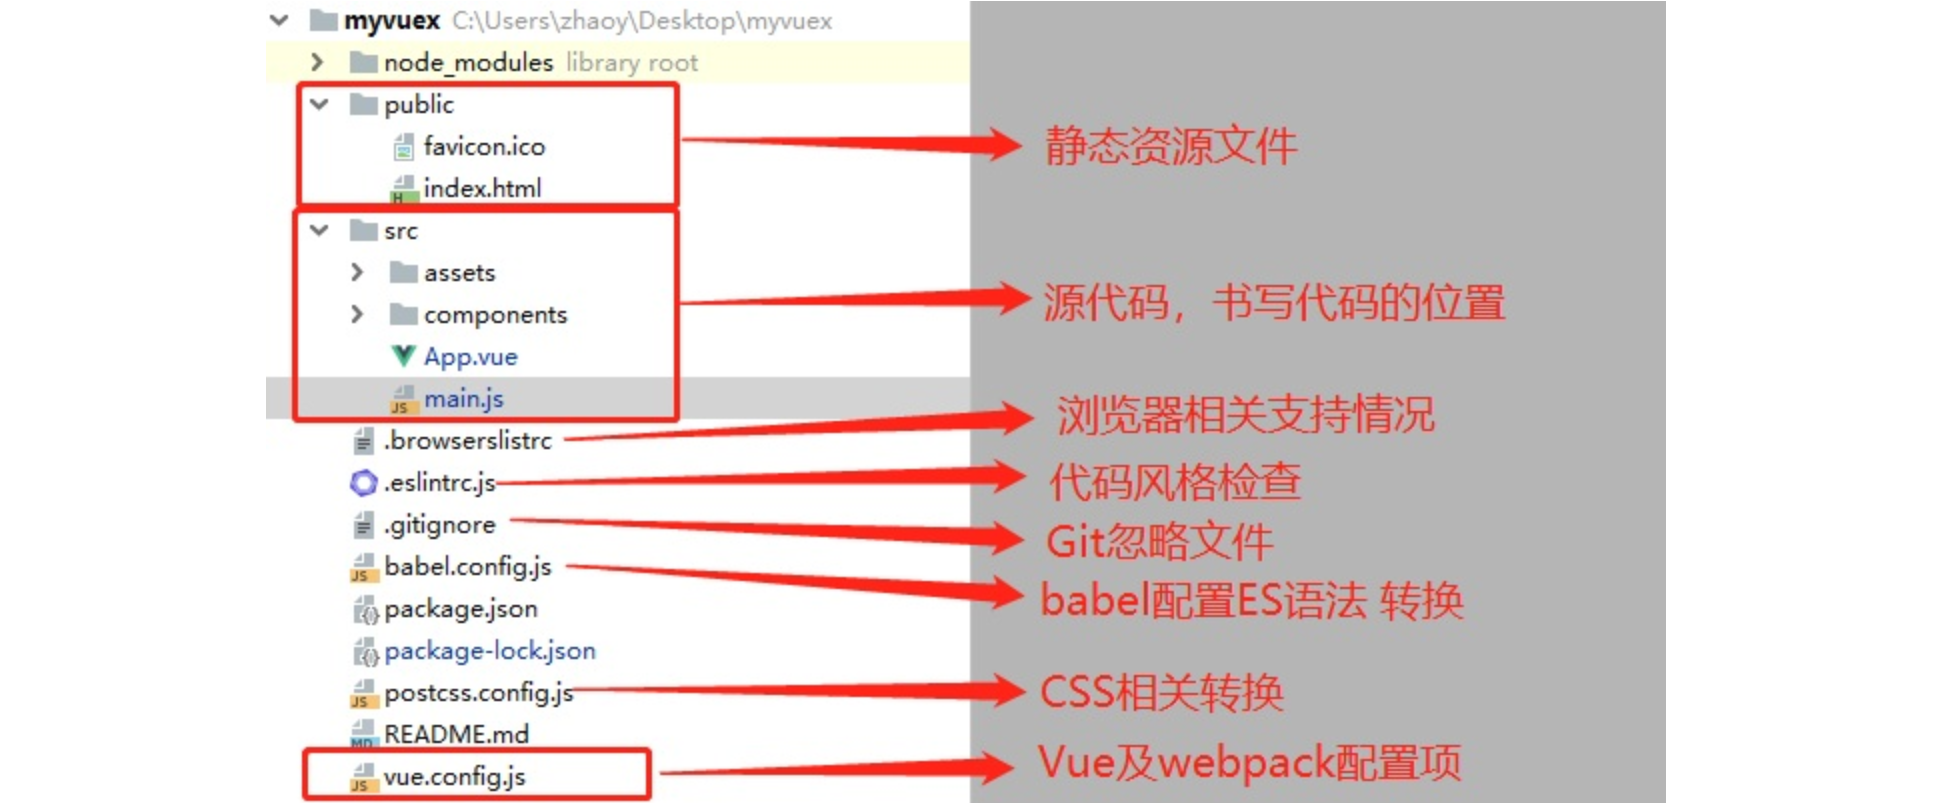 myvuex C:\Users\zhaoy\Desktop\myvuex
node_modules library root
public
favicon.ico
index.html
静态资源文件
src
assets
components
App.vue
main.js
源代码，书写代码的位置
.browserslistrc 浏览器相关支持情况
.eslintrc.js 代码风格检查
.gitignore Git忽略文件
babel.config.js babel配置ES语法 转换
package.json
package-lock.json
postcss.config.js CSS相关转换
README.md
vue.config.js Vue及webpack配置项